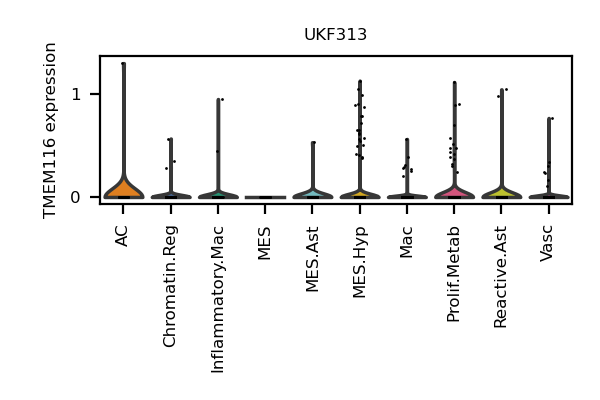 UKF313
TMEM116 expression
1
0
AC
Chromatin.Reg
Inflammatory.Mac
MES
MES.Ast
MES.Hyp
Mac
Prolif.Metab
Reactive.Ast
Vasc